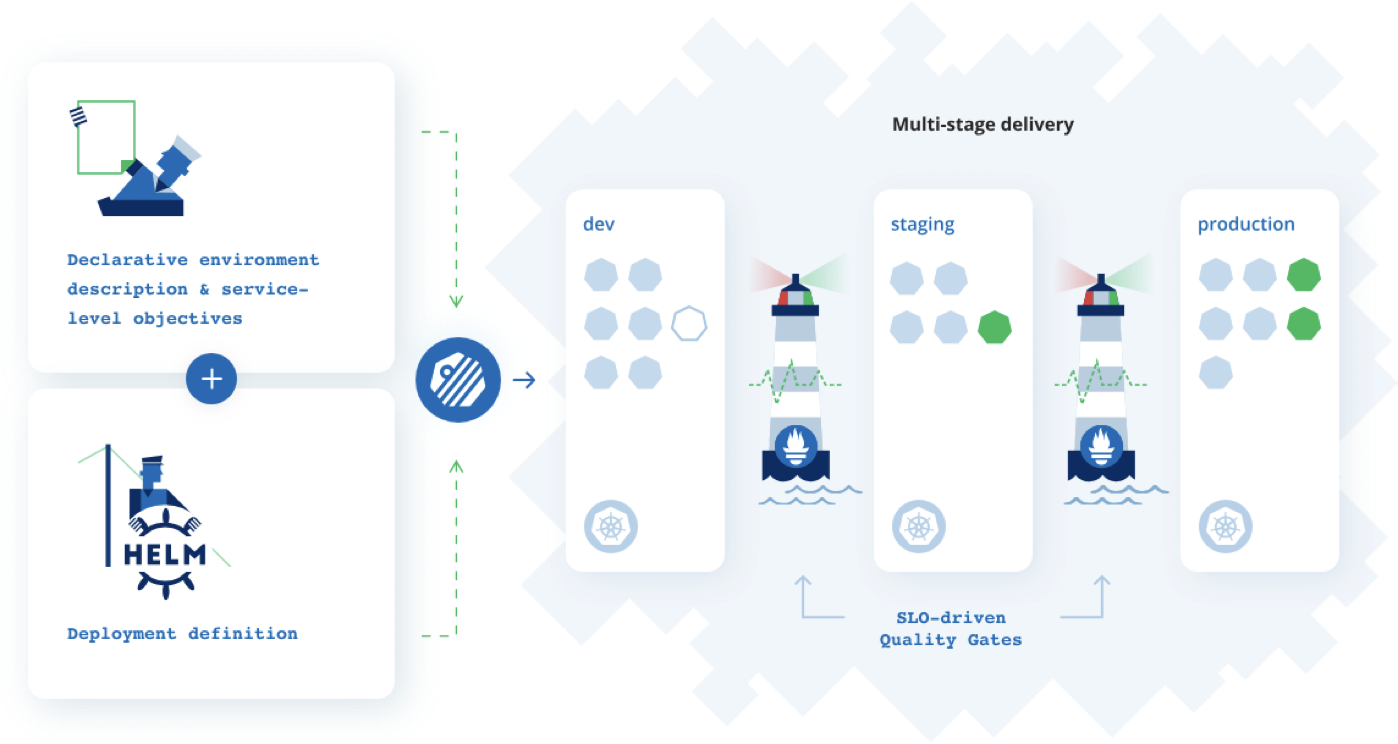 Declarative environment
description & service-
level objectives
+
HELM
Deployment definition
Multi-stage delivery
dev
staging
production
SLO-driven
Quality Gates